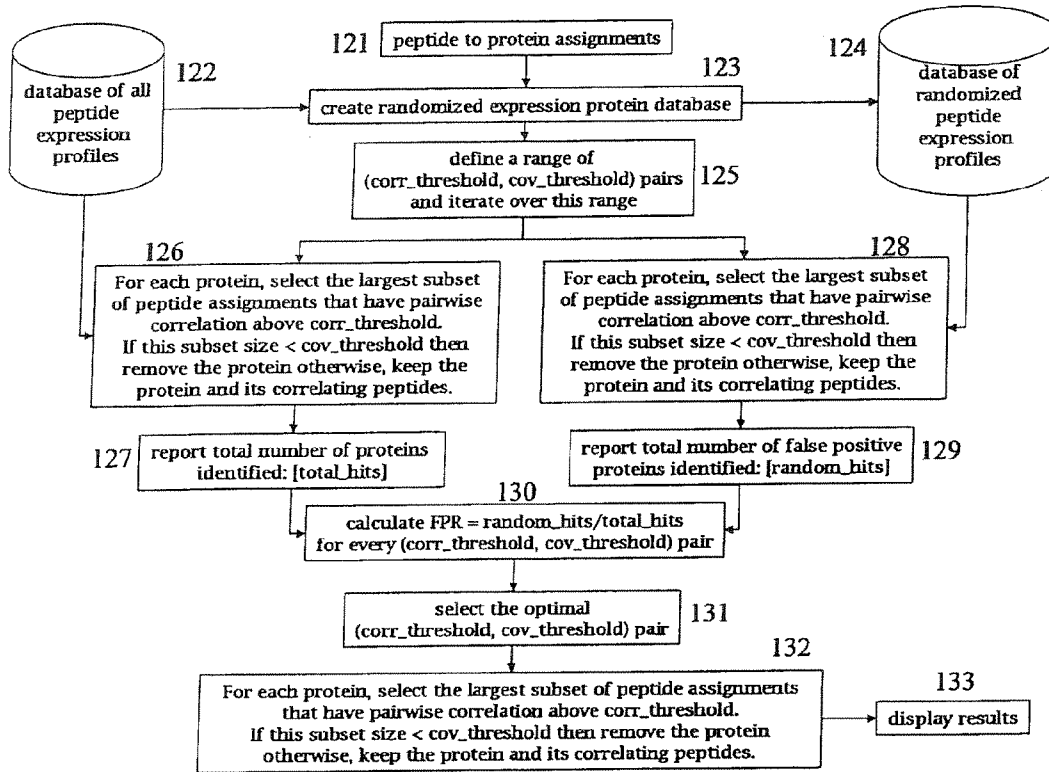 121
peptide to protein assignments
124
122
database of all
peptide
expression
profiles
123
create randomized expression protein database
database of
randomized
peptide
expression
profiles
define a range of
(corr_threshold, cov_threshold) pairs
and iterate over this range
125
126
For each protein, select the largest subset
of peptide assignments that have pairwise
correlation above corr_threshold.
If this subset size < cov_threshold then
remove the protein otherwise, keep the
protein and its correlating peptides.
128
For each protein, select the largest subset
of peptide assignments that have pairwise
correlation above corr_threshold.
If this subset size < cov_threshold then
remove the protein otherwise, keep the
protein and its correlating peptides.
127
report total number of proteins
identified: [total_hits]
report total number of false positive
proteins identified: [random_hits]
129
130
calculate FPR = random_hits/total_hits
for every (corr_threshold, cov_threshold) pair
select the optimal
(corr_threshold, cov_threshold) pair
131
132
For each protein, select the largest subset of peptide assignments
that have pairwise correlation above corr_threshold.
If this subset size < cov_threshold then remove the protein
otherwise, keep the protein and its correlating peptides.
133
display results